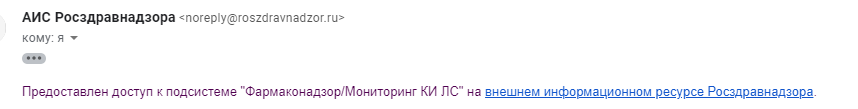 АИС Росздравнадзора <noreply@roszdravnadzor.ru>
кому: я
Предоставлен доступ к подсистеме "Фармаконадзор/Мониторинг КИ ЛС" на внешнем информационном ресурсе Росздравнадзора.